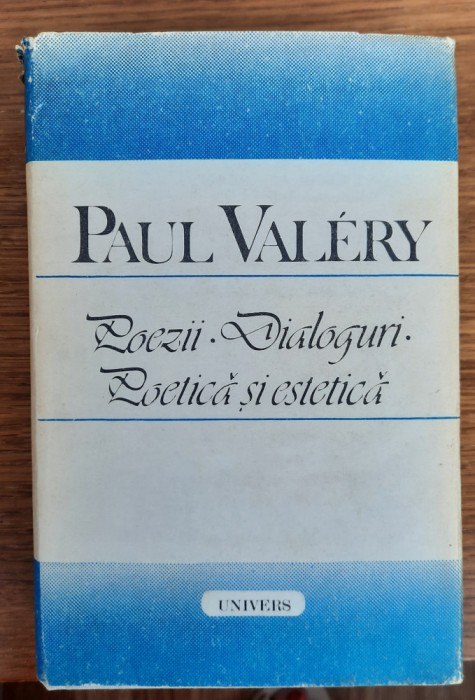 PAUL VALÉRY
Poezii · Dialoguri ·
Poetică și estetică
UNIVERS